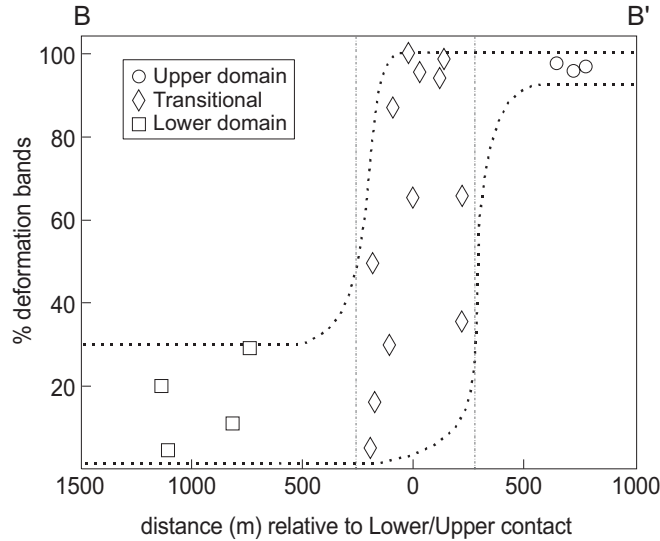 B
B'
100
80
60
40
20
% deformation bands
Upper domain
Transitional
Lower domain
1500
1000
500
0
500
1000
distance (m) relative to Lower/Upper contact